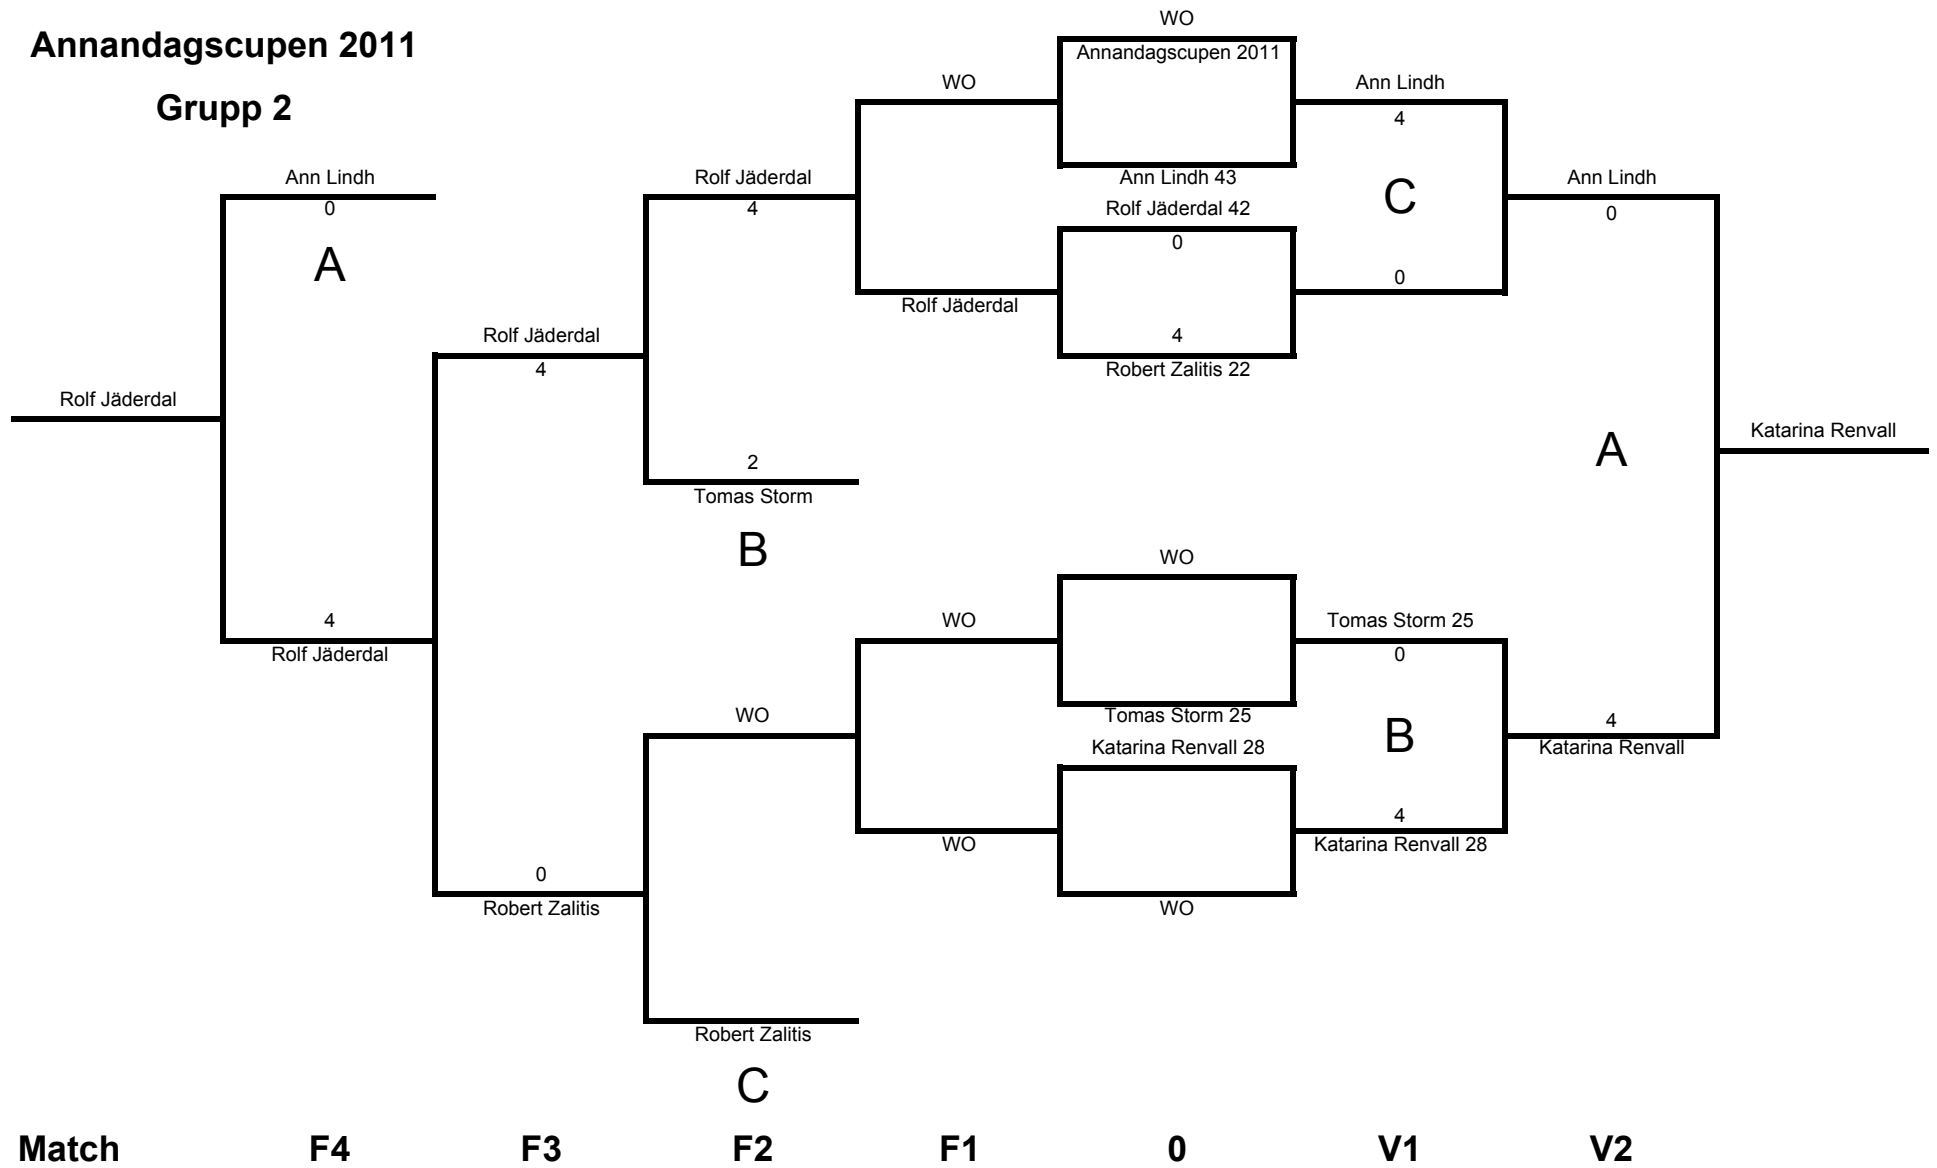 Annandagscupen 2011
Grupp 2
WO
Annandagscupen 2011
WO
Ann Lindh
4
Ann Lindh
0
A
Rolf Jäderdal
4
Ann Lindh 43
Rolf Jäderdal 42
0
C
Ann Lindh
0
Rolf Jäderdal
0
4
Robert Zalitis 22
Rolf Jäderdal
4
Rolf Jäderdal
A
Katarina Renvall
2
Tomas Storm
B
WO
WO
Tomas Storm 25
0
4
Rolf Jäderdal
WO
Tomas Storm 25
Katarina Renvall 28
B
4
Katarina Renvall
WO
4
Katarina Renvall 28
0
Robert Zalitis
WO
Robert Zalitis
C
Match F4 F3 F2 F1 0 V1 V2